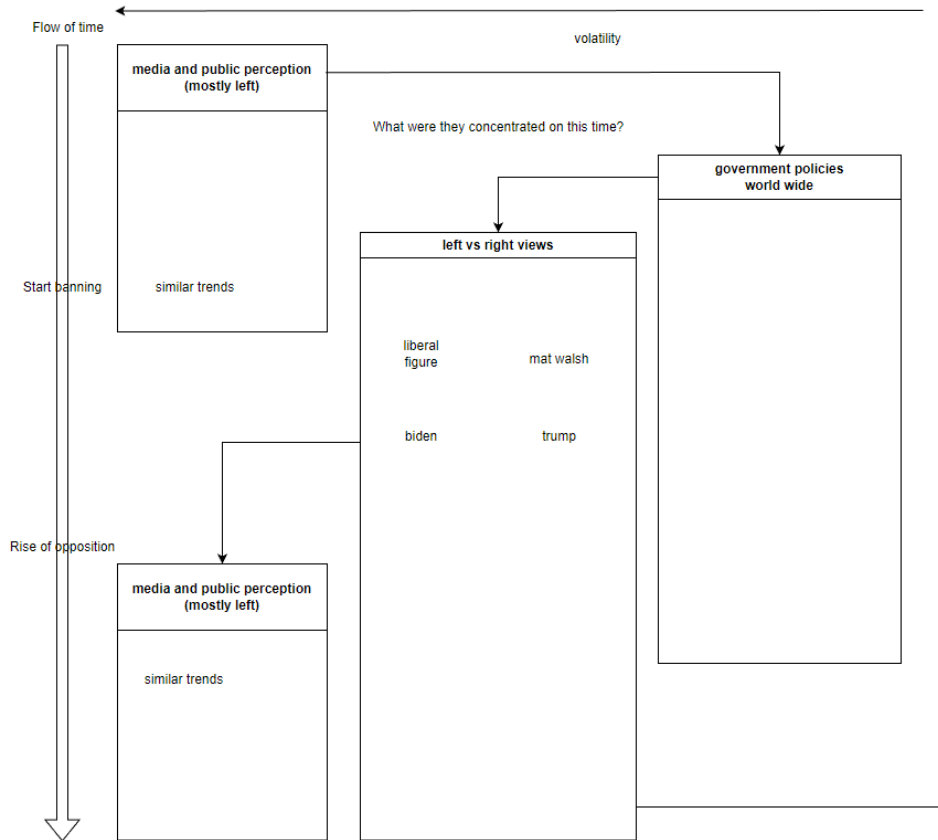 Flow of time
volatility
media and public perception
(mostly left)
What were they concentrated on this time?
government policies
world wide
left vs right views
Start banning
similar trends
liberal
figure
mat walsh
biden
trump
Rise of opposition
media and public perception
(mostly left)
similar trends